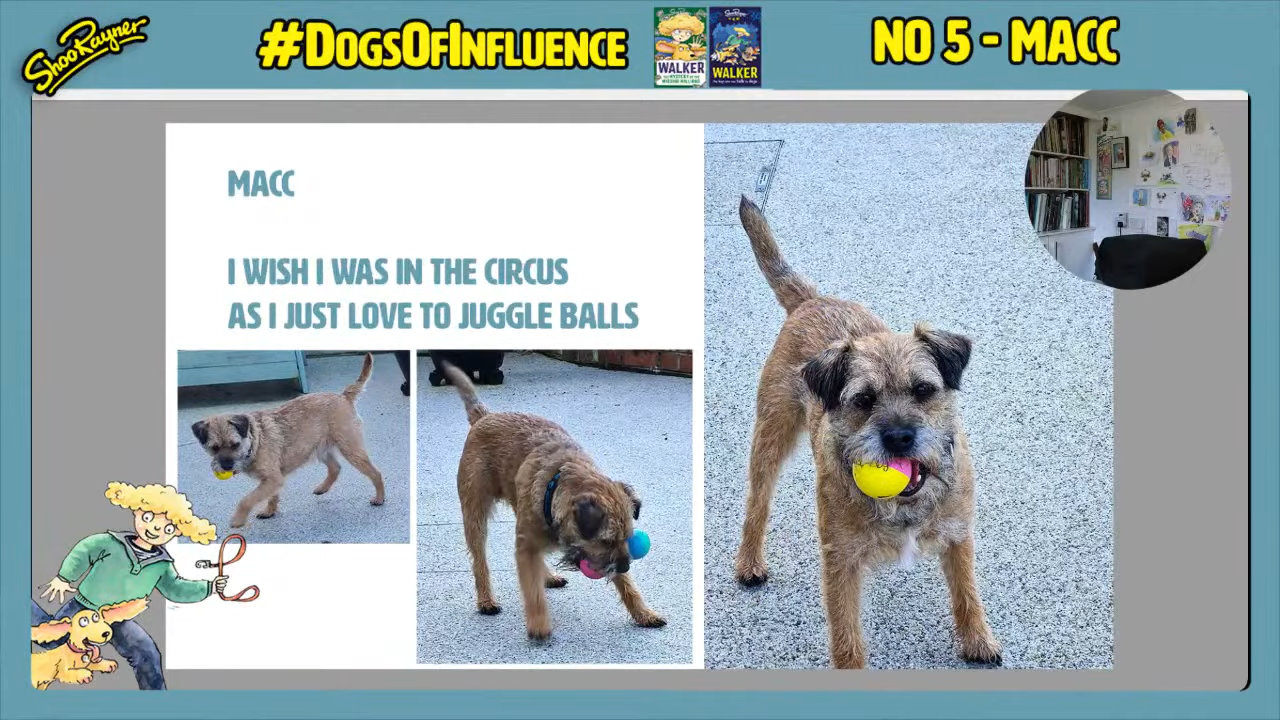 ShooRayner
#DOGSOFINFLUENCE
WALKER
WALKER
NO 5 - MACC
MACC
I WISH I WAS IN THE CIRCUS
AS I JUST LOVE TO JUGGLE BALLS